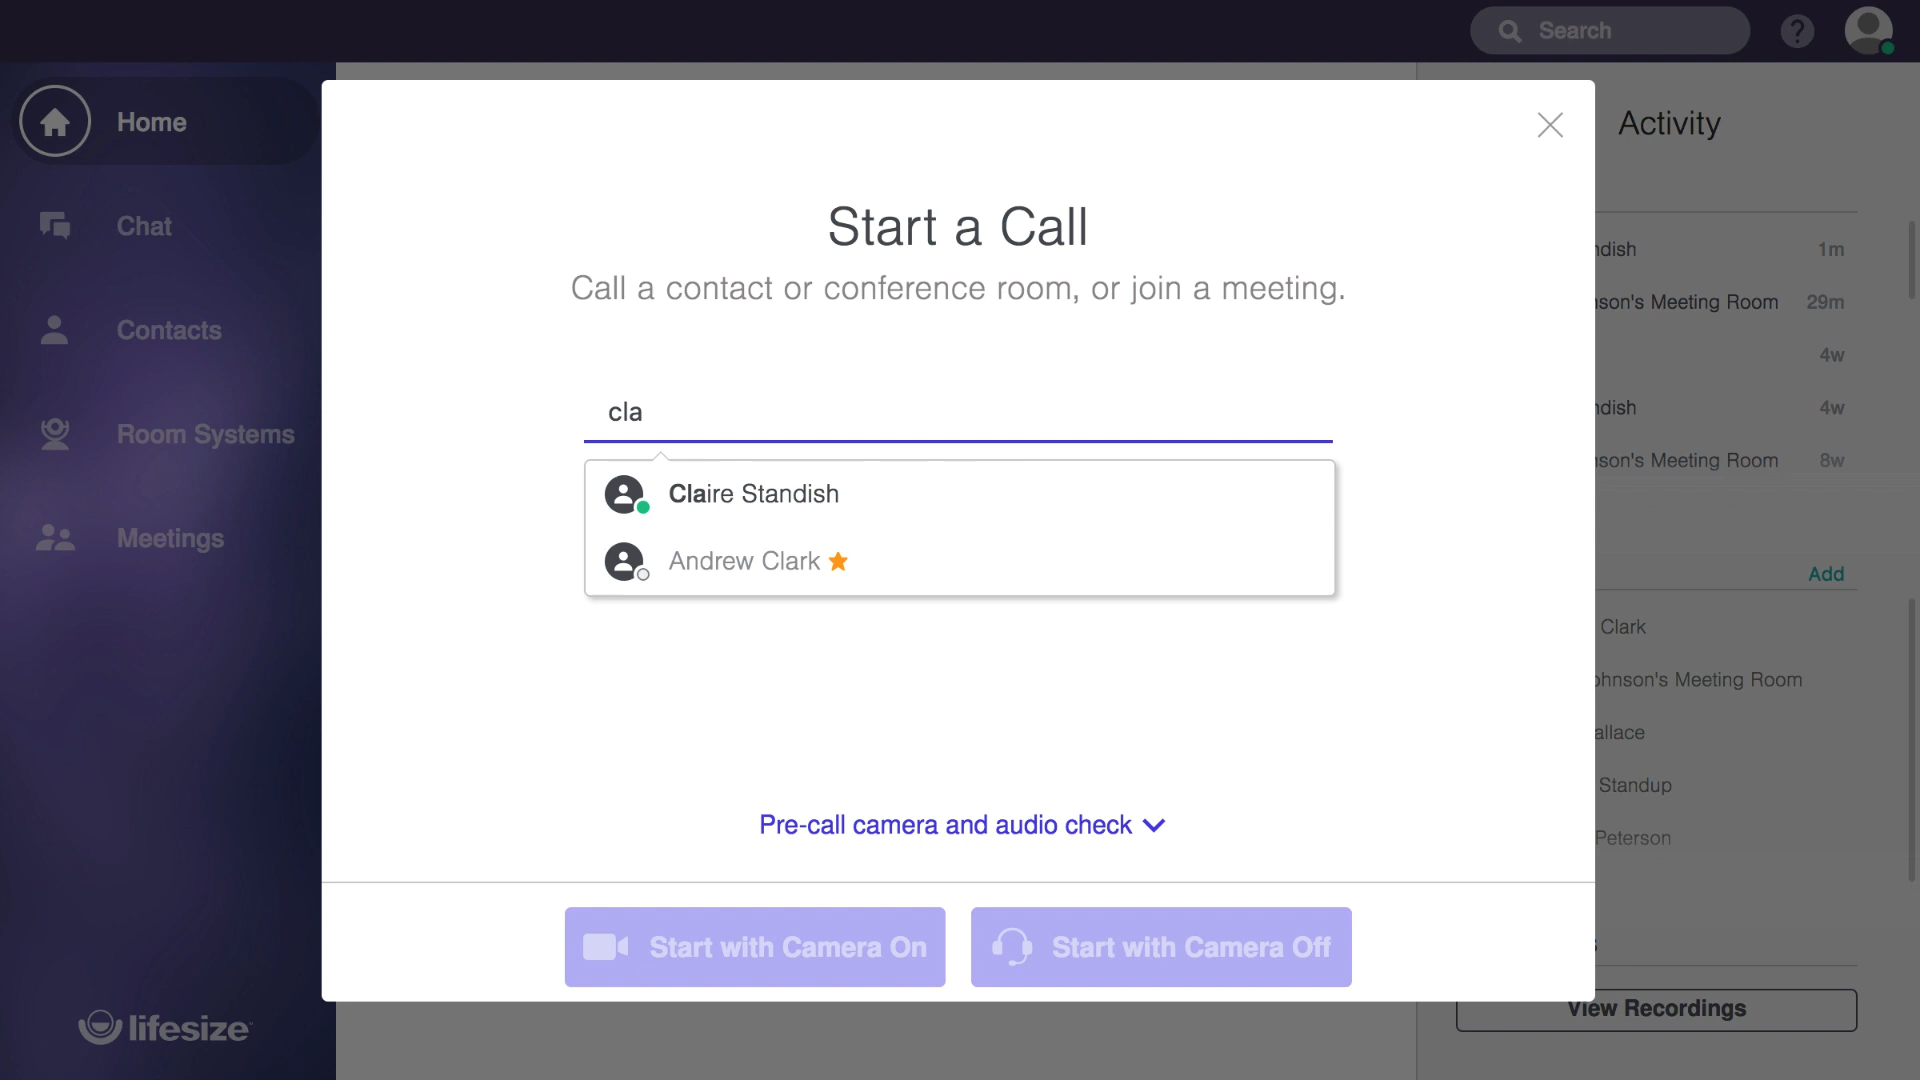 Search
?
Home
Chat
Contacts
Room Systems
Meetings
lifesize
Start a Call
Call a contact or conference room, or join a meeting.
cla
Claire Standish
Andrew Clark
Pre-call camera and audio check
Start with Camera On
Start with Camera Off
Activity
ndish 1m
nson's Meeting Room 29m
4w
ndish 4w
nson's Meeting Room 8w
Add
Clark
ohnson's Meeting Room
allace
Standup
Peterson
s
View Recordings